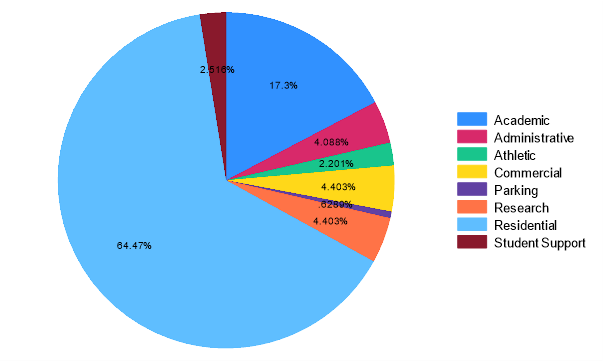 2.516%
17.3%
4.088%
2.201%
4.403%
.6289%
4.403%
64.47%
Academic
Administrative
Athletic
Commercial
Parking
Research
Residential
Student Support